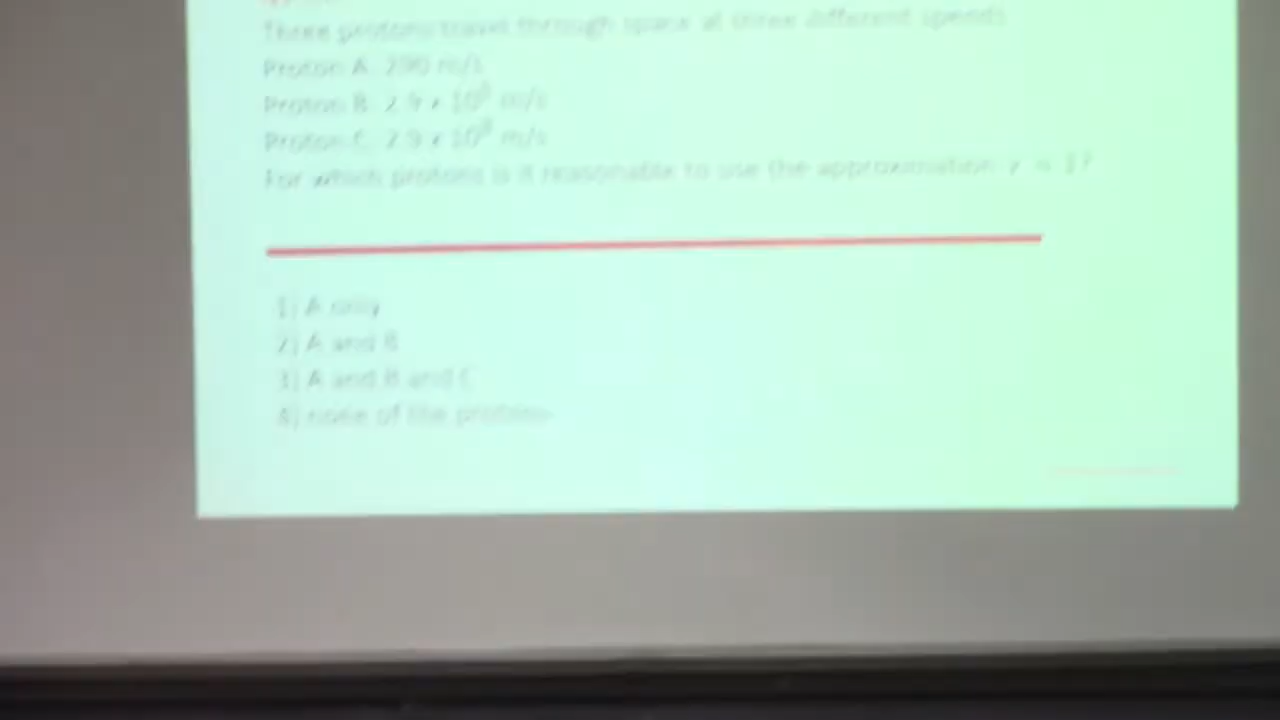 Three protons travel through space at three different speeds
Proton A: 290 m/s
Proton B: 2.9 x 10 m/s
Proton C: 2.9 x 10 m/s
For which protons is it reasonable to use the approximation = 1?
1) A only
2) A and B
3) A and B and C
4) none of the protons